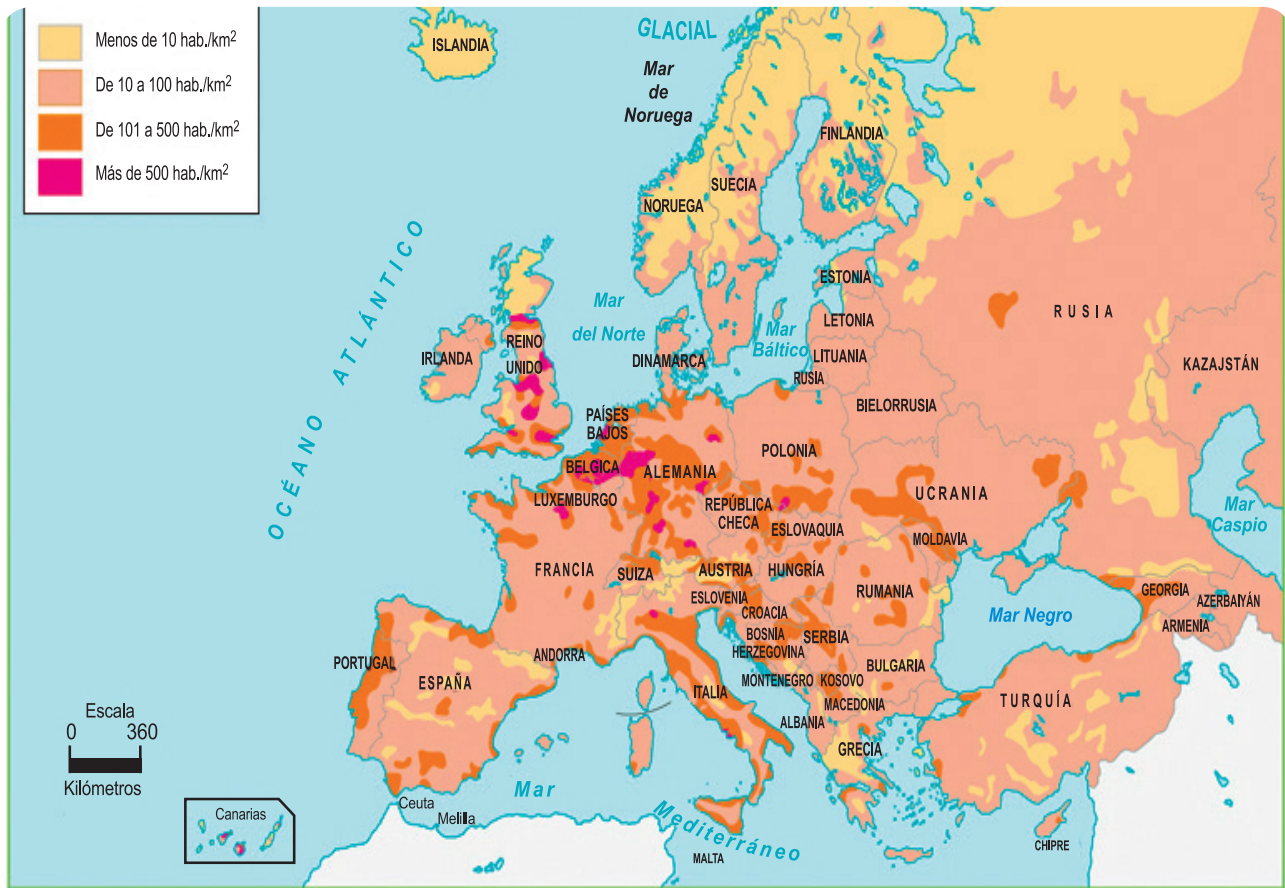 Menos de 10 hab./km²
De 10 a 100 hab./km²
De 101 a 500 hab./km²
Más de 500 hab./km²
ISLANDIA
GLACIAL
Mar
de
Noruega
FINLANDIA
SUECIA
NORUEGA
OCÉANO ATLÁNTICO
ESTONIA
Mar
del Norte
Mar
Báltico
LETONIA
RUSIA
REINO
UNIDO
IRLANDA
DINAMARCA
LITUANIA
RUSIA
KAZAJSTÁN
BIELORRUSIA
PAÍSES
BAJOS
POLONIA
BELGICA
ALEMANIA
LUXEMBURGO
REPÚBLICA
CHECA
UCRANIA
ESLOVAQUIA
MOLDAVIA
Mar
Caspio
FRANCIA
SUIZA
AUSTRIA
HUNGRÍA
RUMANIA
ESLOVENIA
CROACIA
GEORGIA
AZERBAIYÁN
ARMENIA
Mar Negro
BOSNIA
HERZEGOVINA
SERBIA
ANDORRA
PORTUGAL
ESPAÑA
BULGARIA
MONTENEGRO
KOSOVO
ITALIA
MACEDONIA
TURQUÍA
ALBANIA
GRECIA
Escala
0 360
Kilómetros
Mar
Mediterráneo
Ceuta
Melilla
Canarias
MALTA
CHIPRE